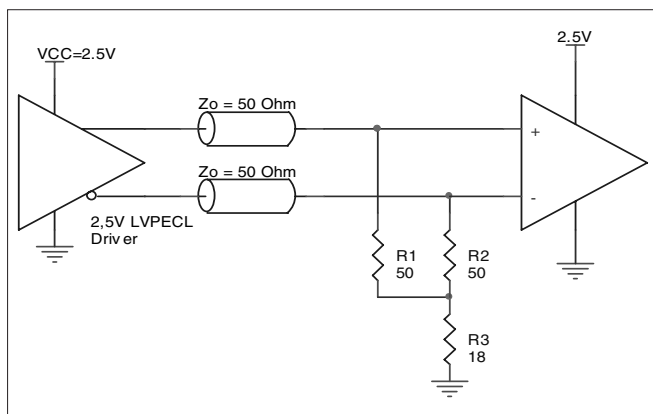 VCC=2.5V
2.5V
Zo = 50 Ohm
+
Zo = 50 Ohm
-
2,5V LVPECL
Driver
R1
50
R2
50
R3
18